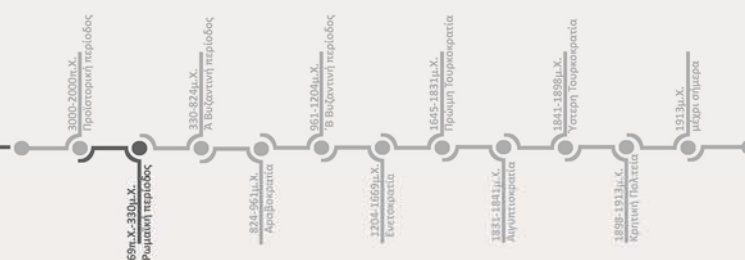 3000-2000π.Χ.
Προϊστορική περίοδος
69π.Χ.-330μ.Χ.
Ρωμαϊκή περίοδος
330-824μ.Χ.
Ά Βυζαντινή περίοδος
824-961μ.Χ.
Αραβοκρατία
961-1204μ.Χ.
'Β Βυζαντινή περίοδος
1204-1669μ.Χ.
Ενετοκρατία
1645-1831μ.Χ.
Πρώιμη Τουρκοκρατία
1831-1841μ.Χ.
Αιγυπτιοκρατία
1841-1898μ.Χ.
Ύστερη Τουρκοκρατία
1898-1913μ.Χ.
Κρητική Πολιτεία
1913μ.Χ.
μέχρι σήμερα